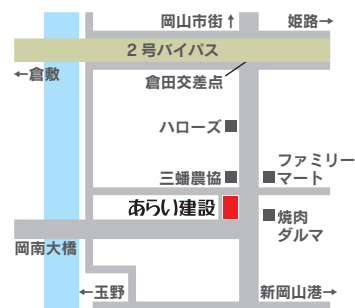 岡山市街↑
姫路→
2号バイパス
←倉敷
倉田交差点
ハローズ
ファミリー
マート
三蟠農協
あらい建設
焼肉
ダルマ
岡南大橋
←玉野
新岡山港→